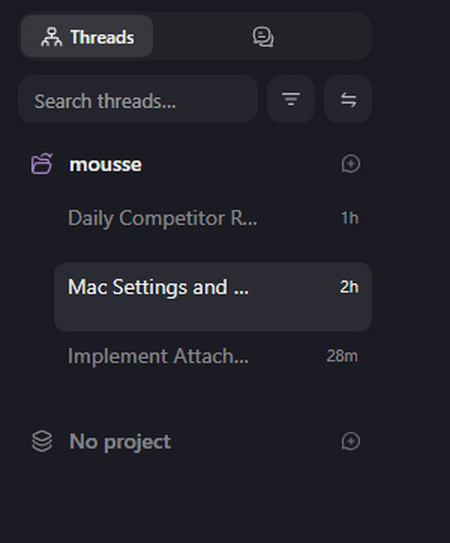 Threads
Search threads...
mousse
Daily Competitor R... 1h
Mac Settings and ... 2h
Implement Attach... 28m
No project